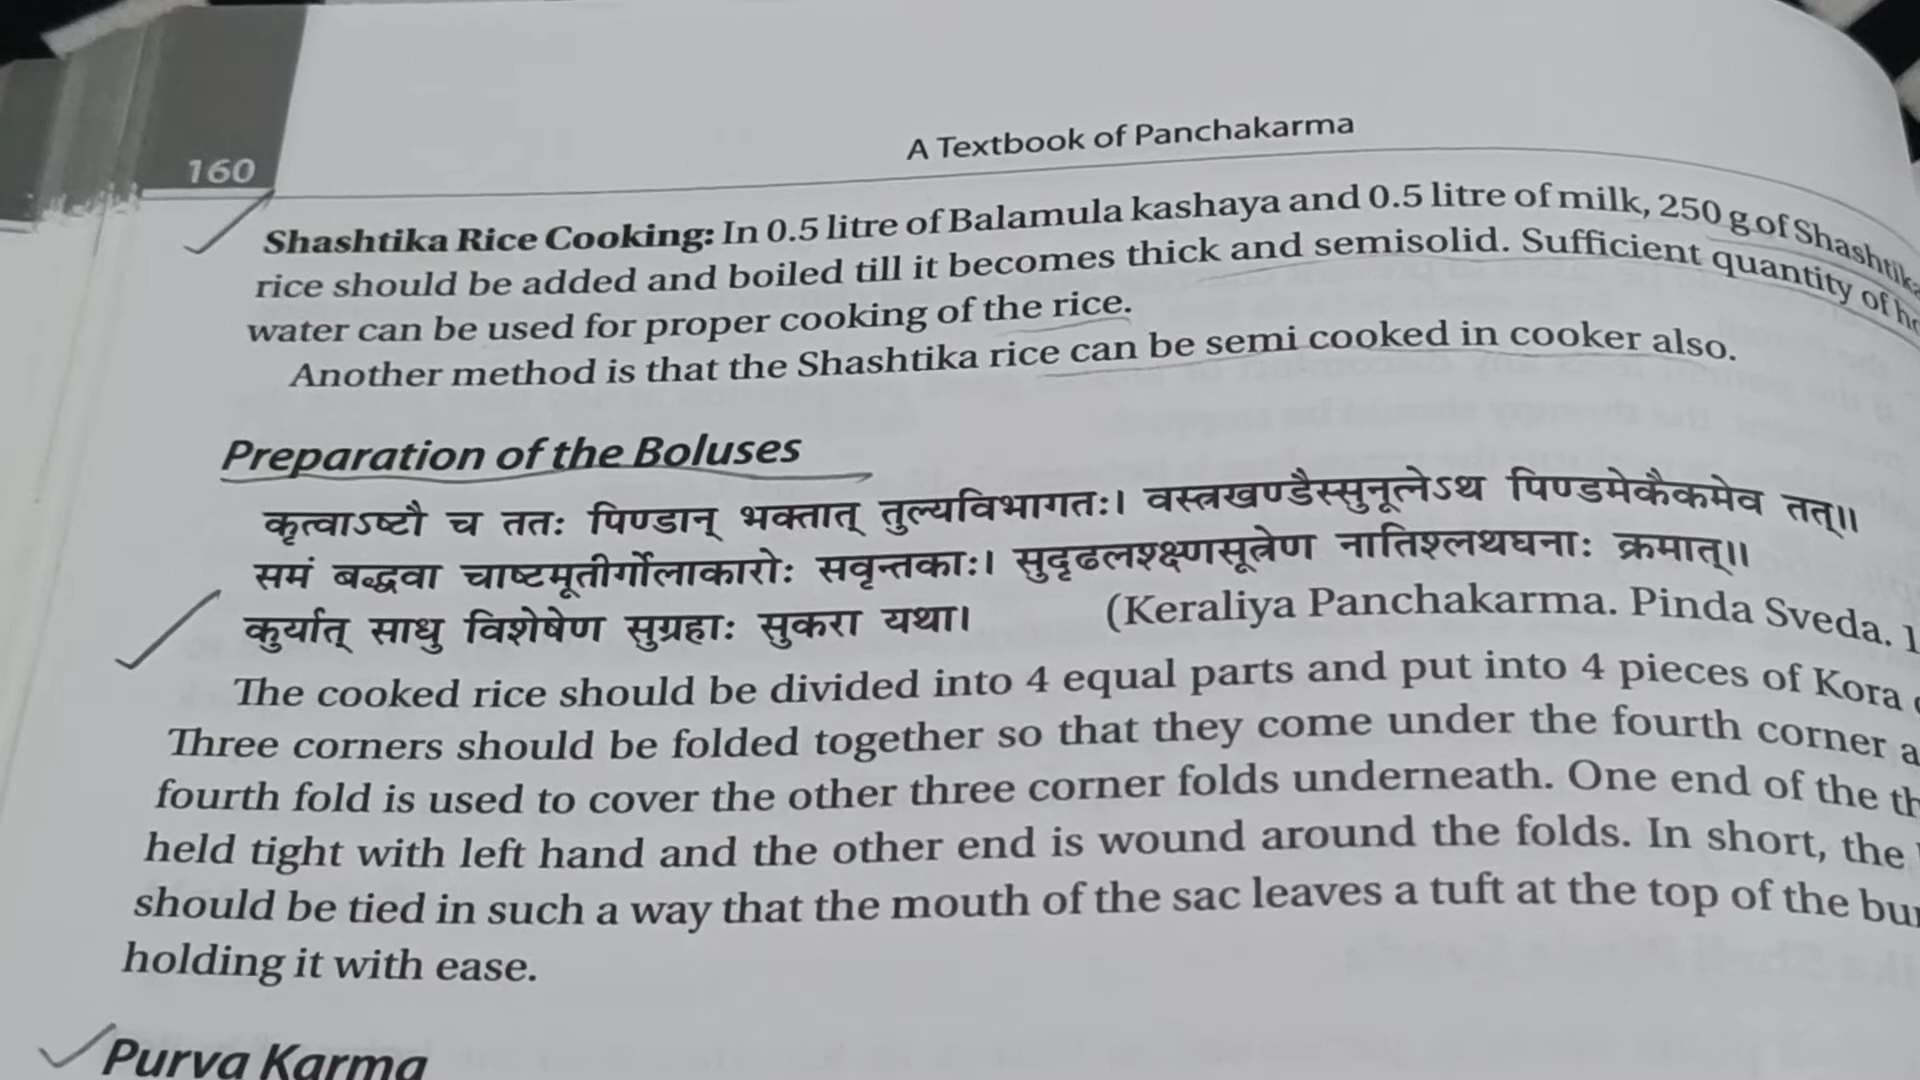 A Textbook of Panchakarma
160
Shashtika Rice Cooking: In 0.5 litre of Balamula kashaya and 0.5 litre of milk, 250 g of Shashtika
rice should be added and boiled till it becomes thick and semisolid. Sufficient quantity of
water can be used for proper cooking of the rice.
Another method is that the Shashtika rice can be semi cooked in cooker also.
Preparation of the Boluses
कृत्वाऽष्टौ च ततः पिण्डान् भक्तात् तुल्यविभागतः। वस्त्रखण्डैस्सुनूत्नेऽथ पिण्डमेकैकमेव तत्॥
समं बद्धवा चाष्टमूतीर्गोलाकारोः सवृन्तकाः। सुदृढलश्क्ष्णसूत्रेण नातिश्लथघनाः क्रमात्॥
कुर्यात् साधु विशेषेण सुग्रहाः सुकरा यथा। (Keraliya Panchakarma. Pinda Sveda.
The cooked rice should be divided into 4 equal parts and put into 4 pieces of Kora
Three corners should be folded together so that they come under the fourth corner
fourth fold is used to cover the other three corner folds underneath. One end of the
held tight with left hand and the other end is wound around the folds. In short, the
should be tied in such a way that the mouth of the sac leaves a tuft at the top of the
holding it with ease.
Purva Karma